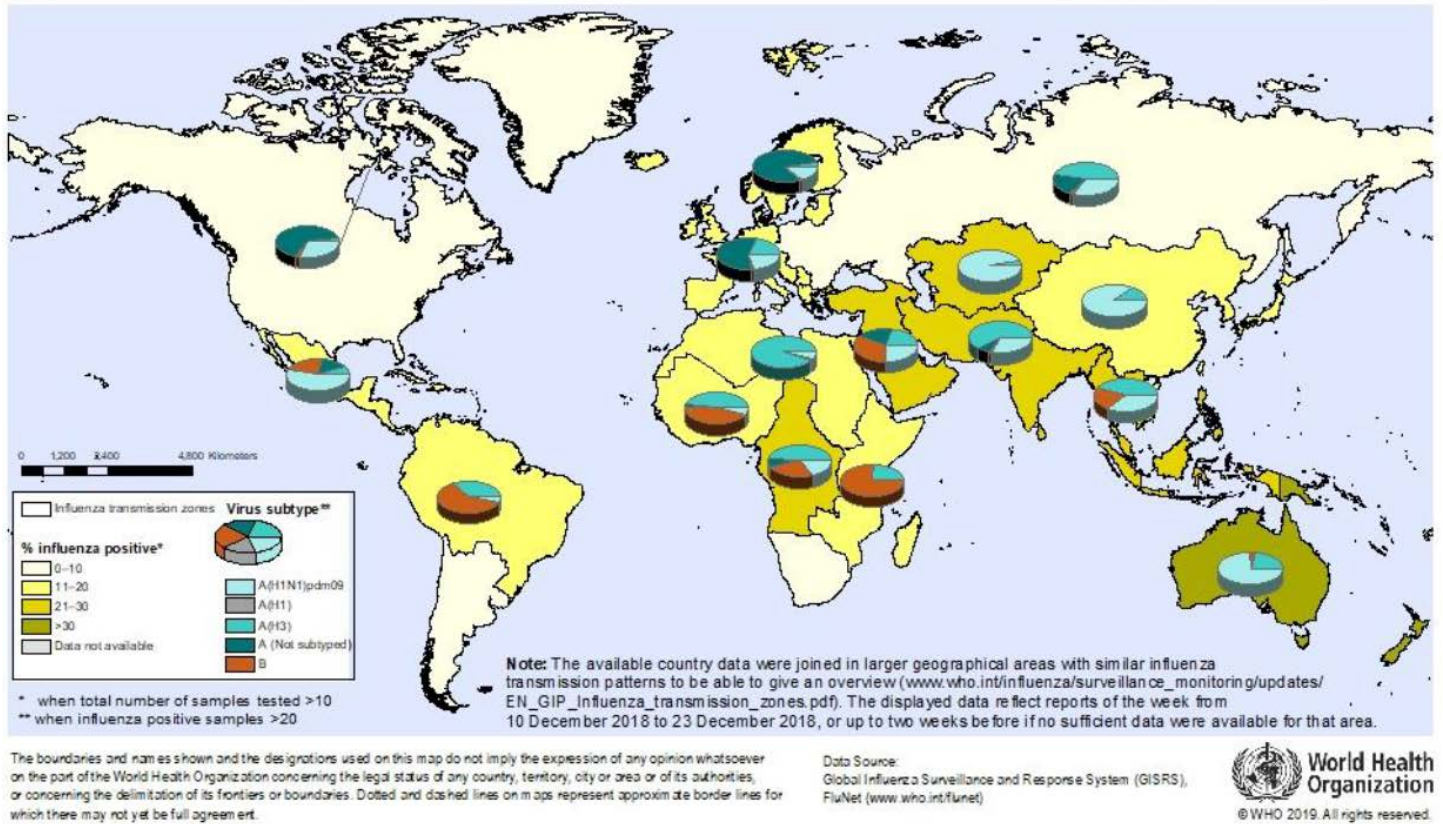 0 1,200 2,400 4,800 Kilometers
Influenza transmission zones
% influenza positive*
0–10
11–20
21–30
>30
Data not available
Virus subtype**
A(H1N1)pdm09
A(H1)
A(H3)
A (Not subtyped)
B
* when total number of samples tested >10
** when influenza positive samples >20
Note: The available country data were joined in larger geographical areas with similar influenza
transmission patterns to be able to give an overview (www.who.int/influenza/surveillance_monitoring/updates/
EN_GIP_Influenza_transmission_zones.pdf). The displayed data reflect reports of the week from
10 December 2018 to 23 December 2018, or up to two weeks before if no sufficient data were available for that area.
The boundaries and names shown and the designations used on this map do not imply the expression of any opinion whatsoever
on the part of the World Health Organization concerning the legal status of any country, territory, city or area or of its authorities,
or concerning the delimitation of its frontiers or boundaries. Dotted and dashed lines on maps represent approximate border lines for
which there may not yet be full agreement.
Data Source:
Global Influenza Surveillance and Response System (GISRS),
FluNet (www.who.int/flunet)
World Health
Organization
© WHO 2019. All rights reserved.